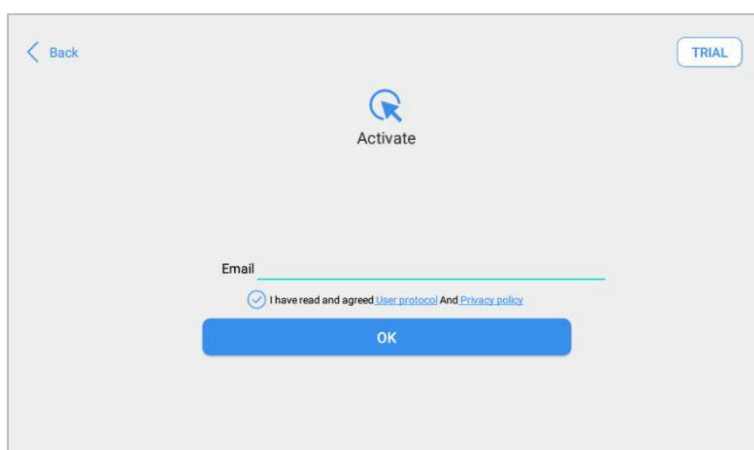 Back
TRIAL
Activate
Email
I have read and agreed User protocol And Privacy policy
OK